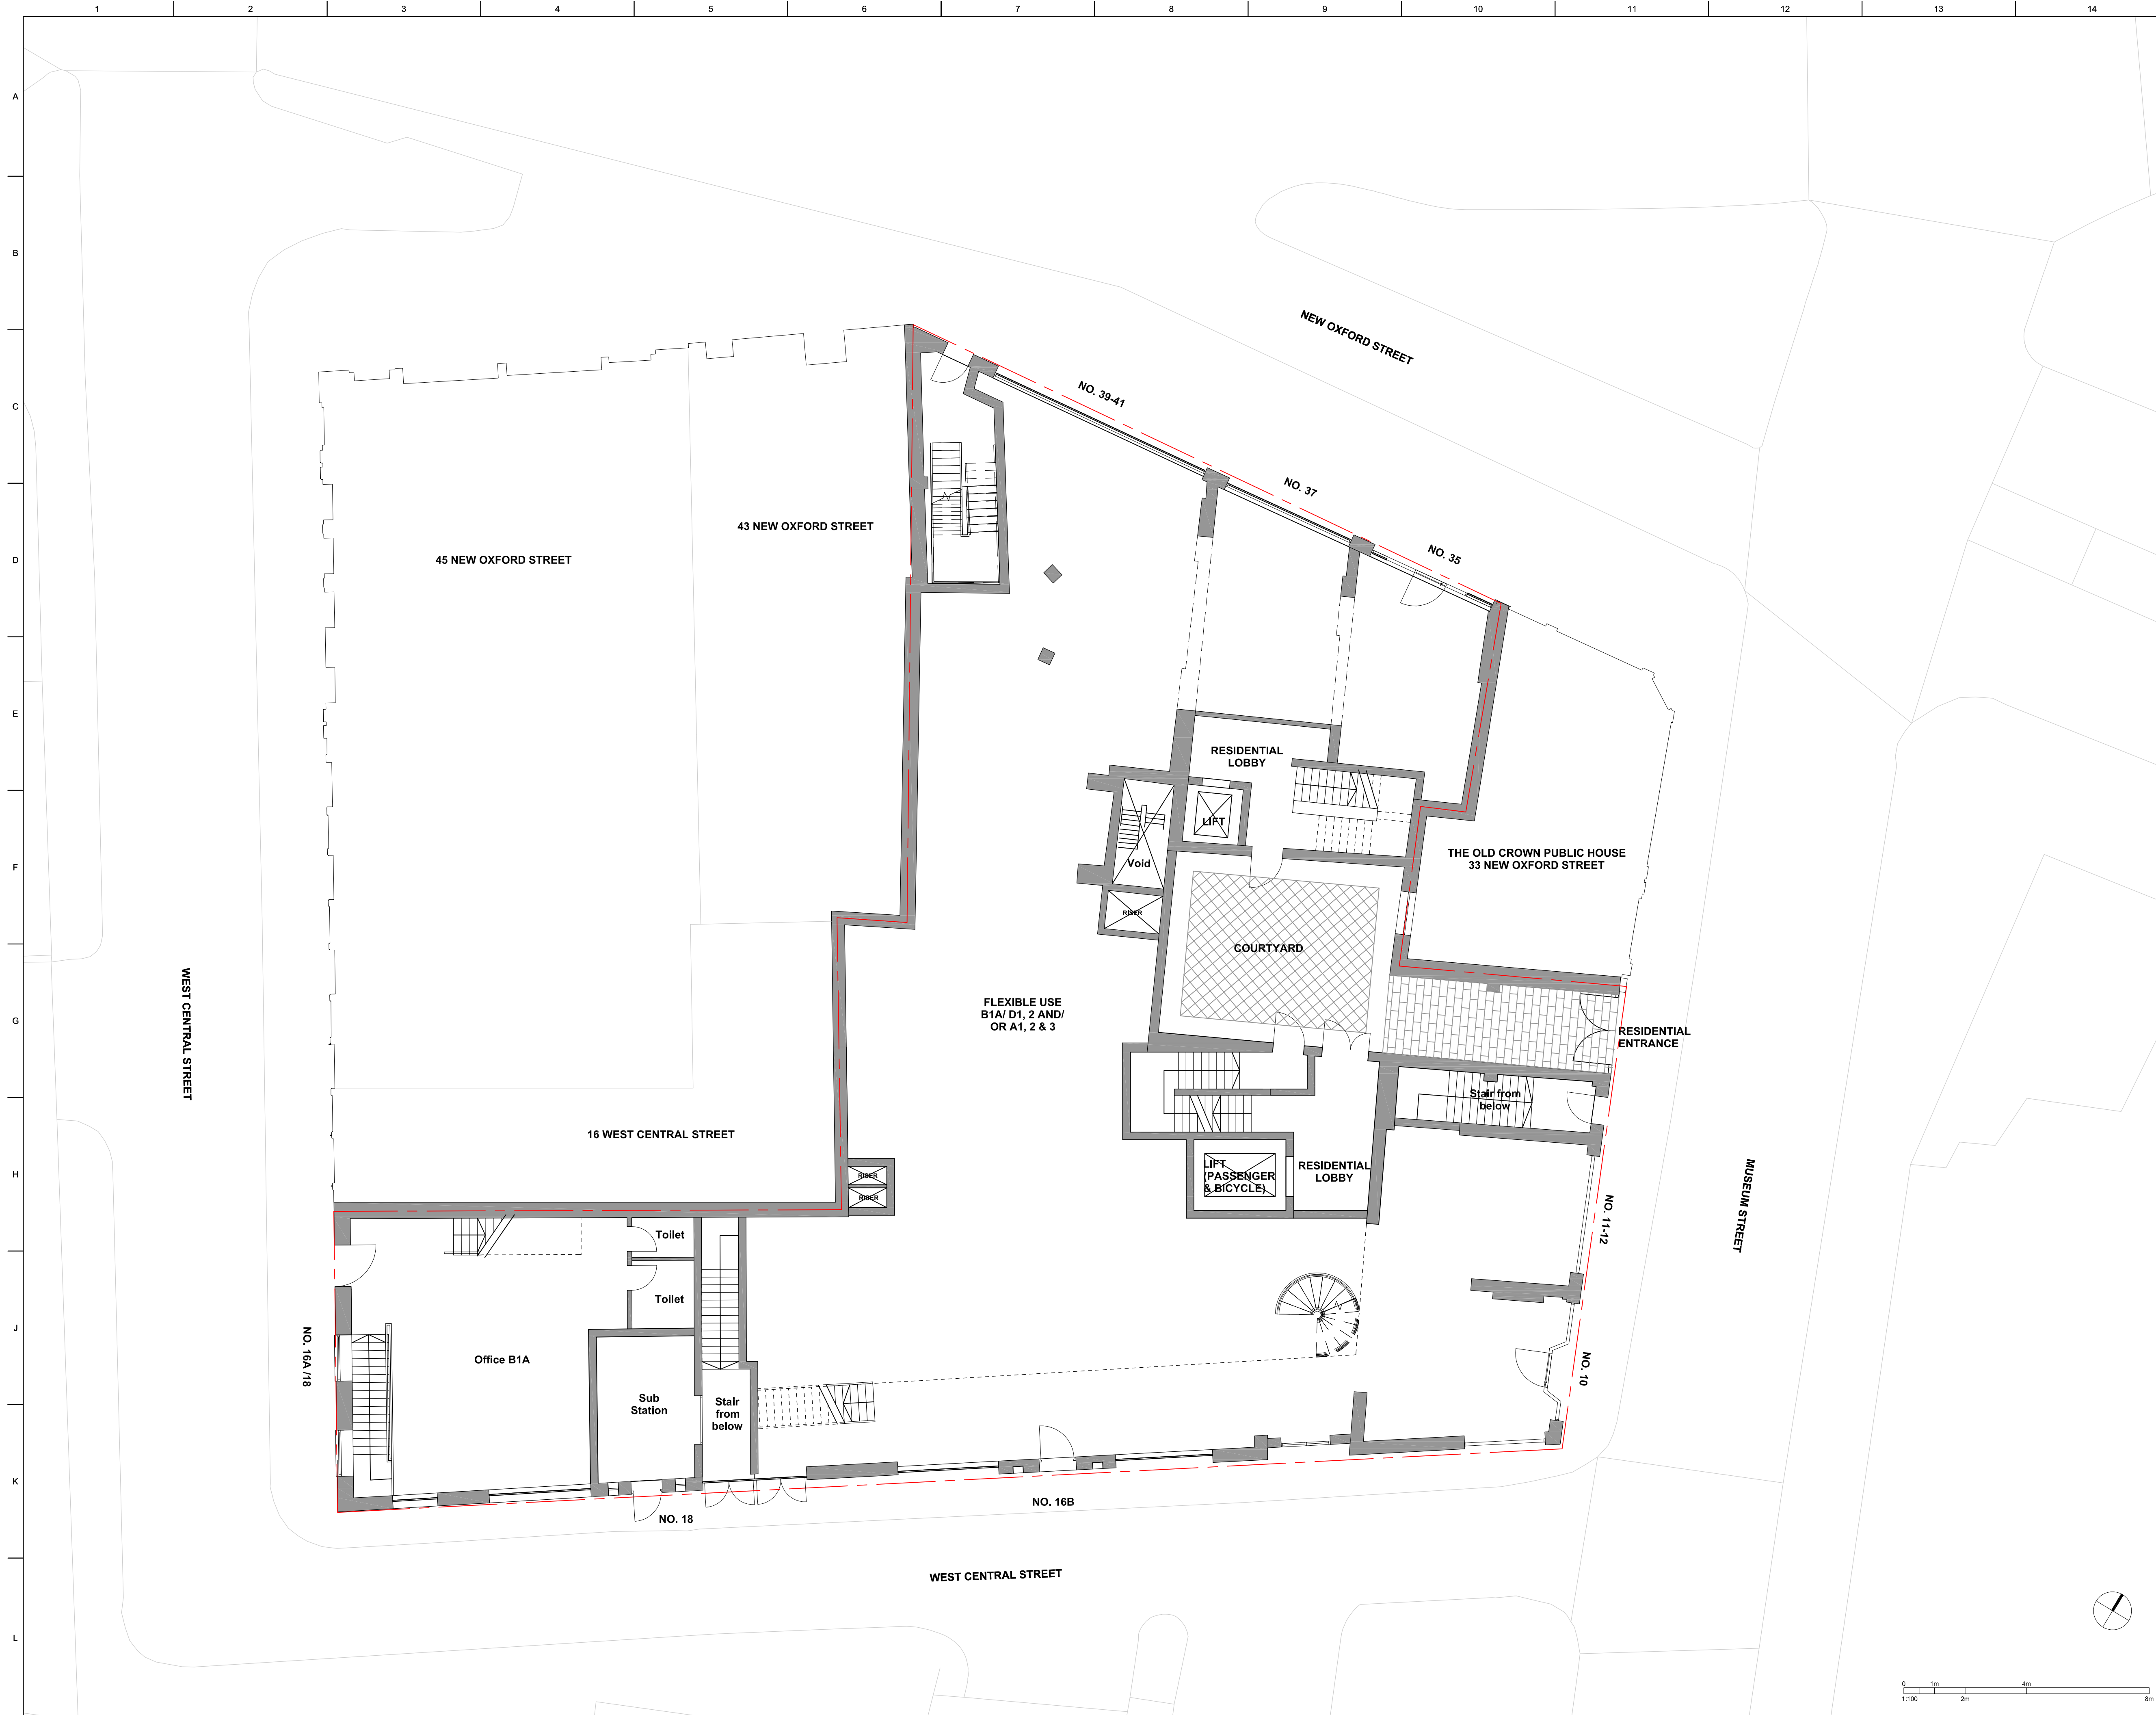 1 2 3 4 5 6 7 8 9 10 11 12 13 14
A
B
C
D
E
F
G
H
J
K
L
NEW OXFORD STREET
NO. 39-41
NO. 37
NO. 35
43 NEW OXFORD STREET
45 NEW OXFORD STREET
RESIDENTIAL
LOBBY
LIFT
Void
RISER
THE OLD CROWN PUBLIC HOUSE
33 NEW OXFORD STREET
COURTYARD
WEST CENTRAL STREET
FLEXIBLE USE
B1A/ D1, 2 AND/
OR A1, 2 & 3
RESIDENTIAL
ENTRANCE
Stair from
below
16 WEST CENTRAL STREET
RISER
RISER
LIFT
(PASSENGER
& BICYCLE)
RESIDENTIAL
LOBBY
MUSEUM STREET
NO. 11-12
Toilet
Toilet
NO. 16A /18
Office B1A
Sub
Station
Stair
from
below
NO. 10
NO. 16B
NO. 18
WEST CENTRAL STREET
0 1m 4m
1:100 2m 8m